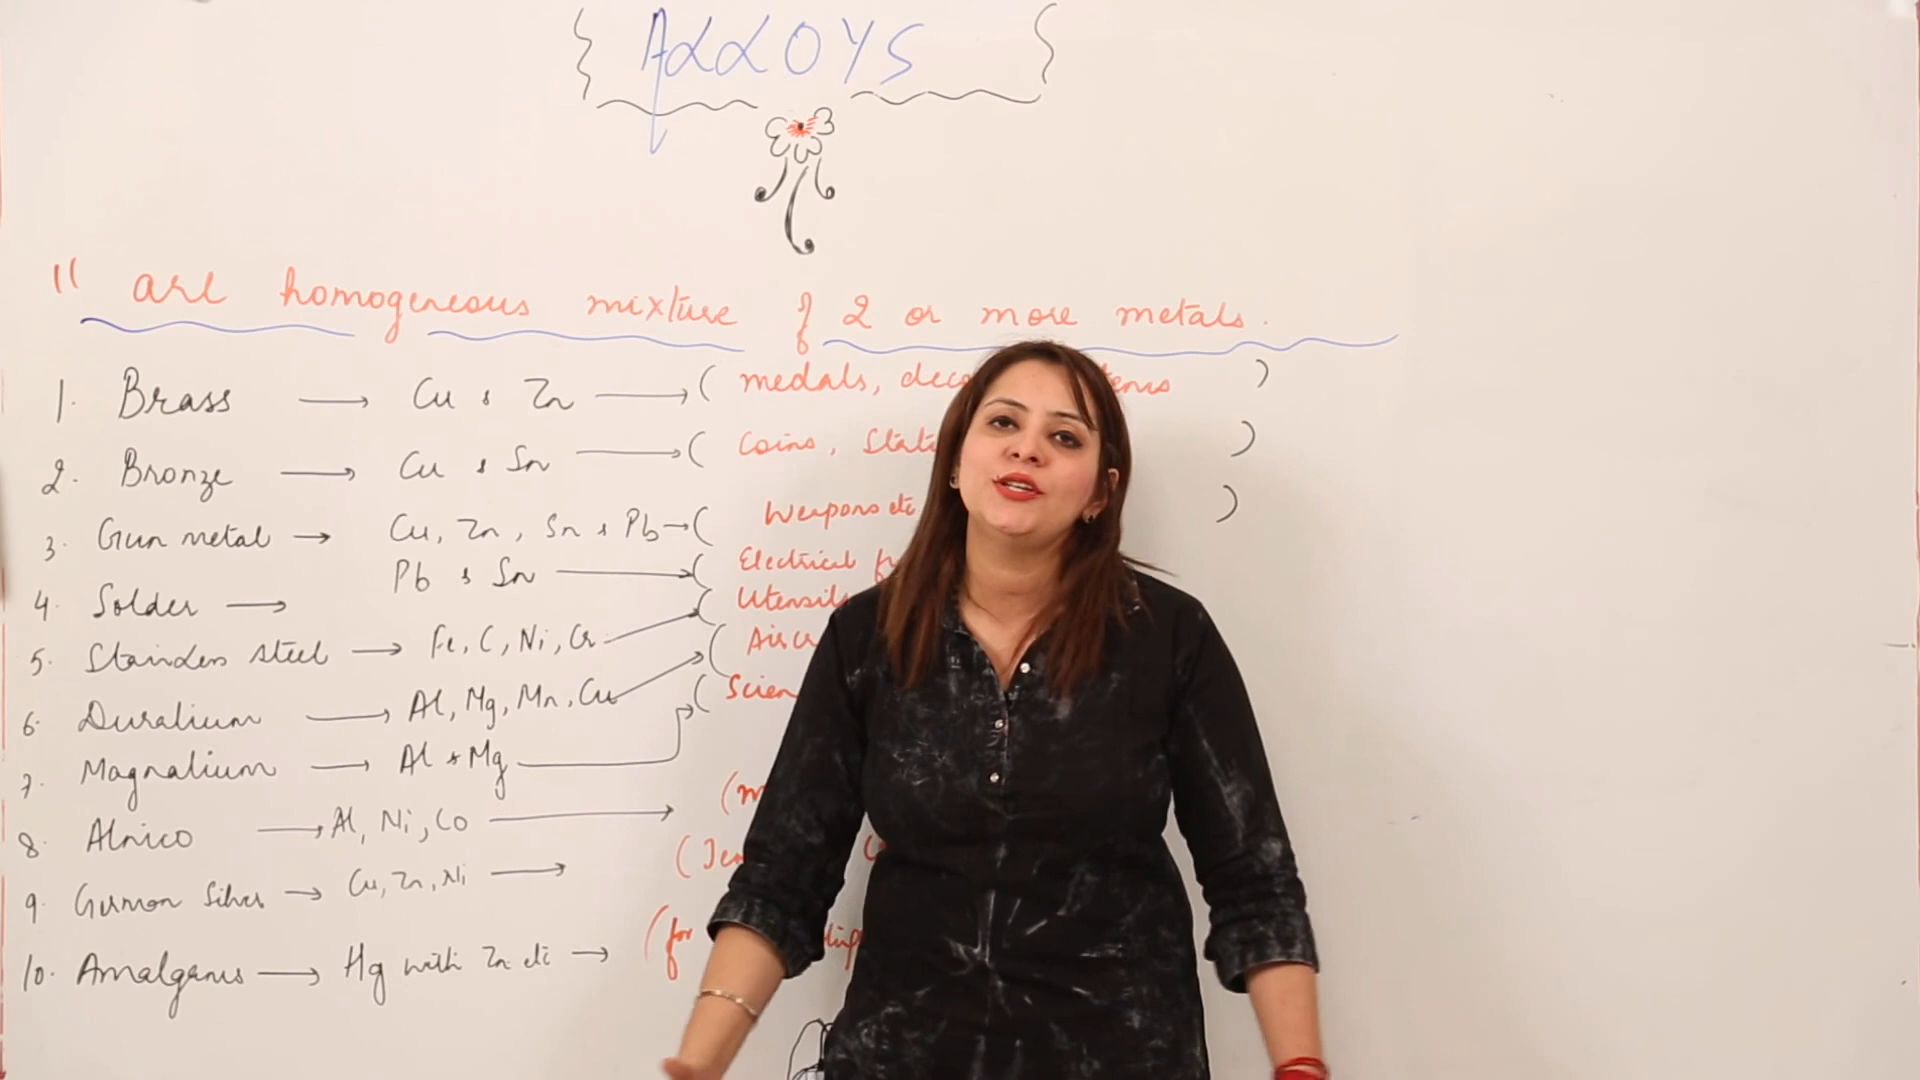 ALLOYS
" are homogeneous mixture of 2 or more metals.
1. Brass → Cu & Zn → ( medals, )
2. Bronze → Cu & Sn → ( Coins, )
3. Gun metal → Cu, Zn, Sn & Pb → ( Weapons etc )
4. Solder → Pb & Sn → ( Electrical
5. Stainless steel → Fe, C, Ni, Cr → ( Utensils
6. Duralium → Al, Mg, Mn, Cu → (
7. Magnalium → Al & Mg → (
8. Alnico → Al, Ni, Co → (
9. German Silver → Cu, Zn, Ni → (
10. Amalgams → Hg with Zn etc → ( for